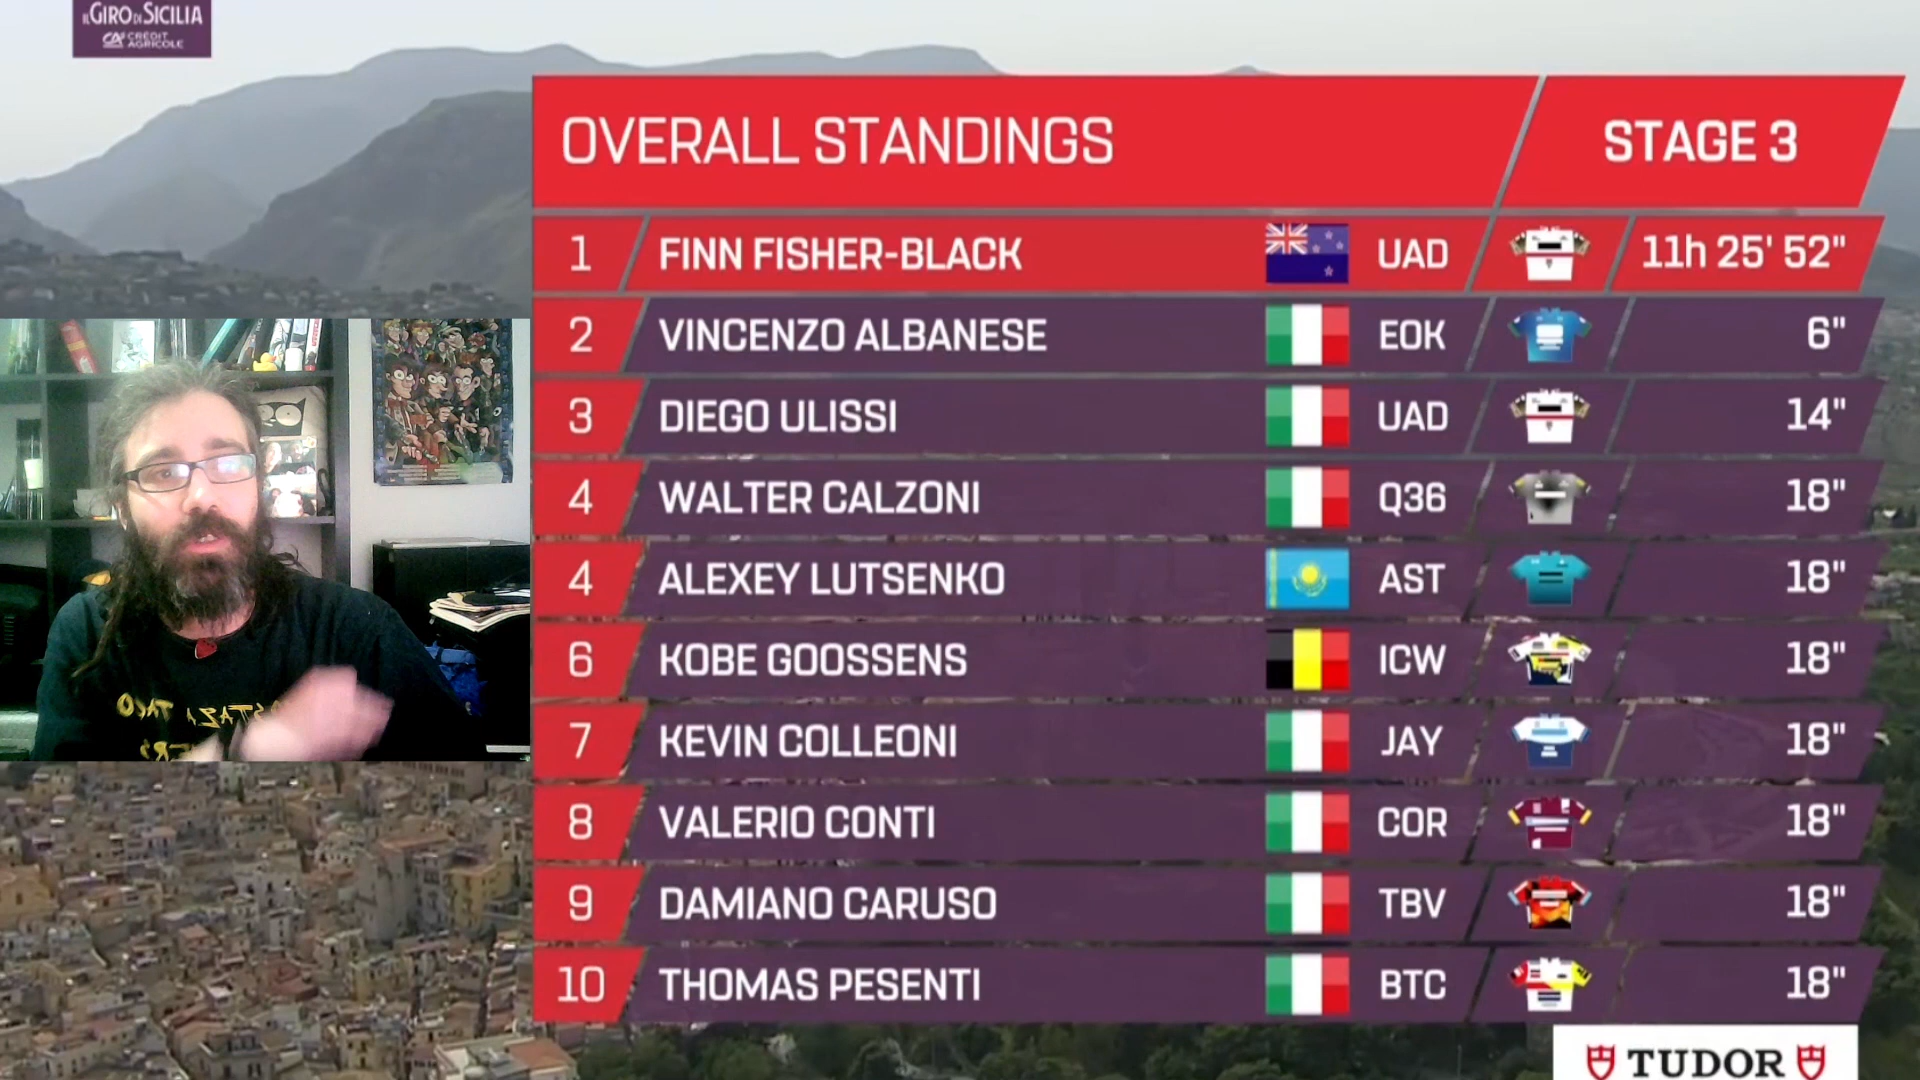 IL GIRO DI SICILIA
CA CRÉDIT
AGRICOLE
OVERALL STANDINGS STAGE 3
1 FINN FISHER-BLACK UAD 11h 25' 52"
2 VINCENZO ALBANESE EOK 6"
3 DIEGO ULISSI UAD 14"
4 WALTER CALZONI Q36 18"
4 ALEXEY LUTSENKO AST 18"
6 KOBE GOOSSENS ICW 18"
7 KEVIN COLLEONI JAY 18"
8 VALERIO CONTI COR 18"
9 DAMIANO CARUSO TBV 18"
10 THOMAS PESENTI BTC 18"
TUDOR